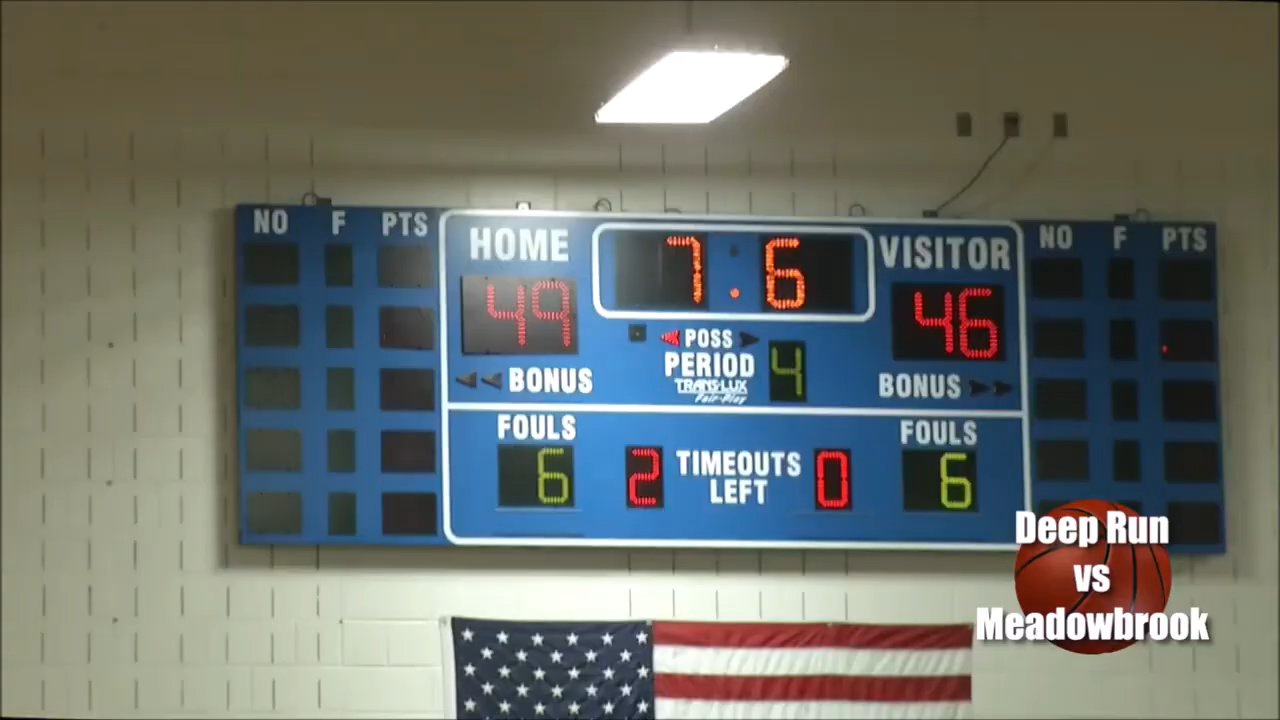 NO F PTS
HOME
7.6
VISITOR
NO F PTS
49
46
POSS
PERIOD
4
TRANS-LUX
Fair-Play
BONUS
BONUS
FOULS
FOULS
6
2
TIMEOUTS
LEFT
0
6
Deep Run
vs
Meadowbrook